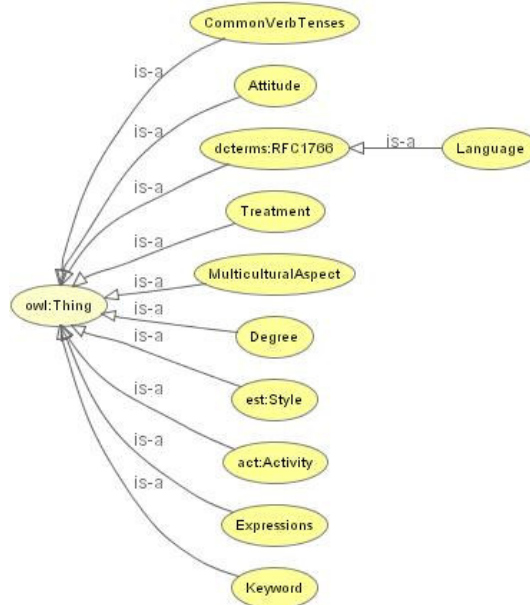 CommonVerbTenses
is-a
Attitude
is-a
dcterms:RFC1766
is-a
Language
is-a
Treatment
is-a
MulticulturalAspect
is-a
owl:Thing
is-a
Degree
is-a
est:Style
is-a
act:Activity
is-a
Expressions
is-a
Keyword